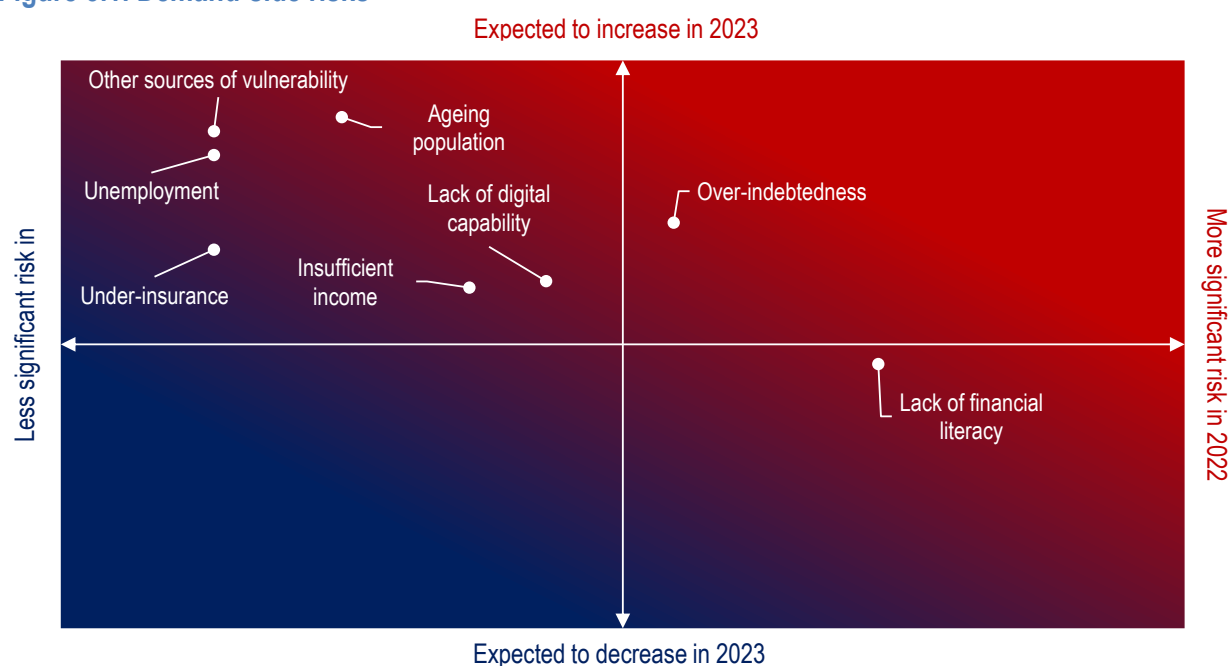 Expected to increase in 2023
Other sources of vulnerability
Ageing
population
Unemployment
Lack of digital
capability
Over-indebtedness
Insufficient
income
Under-insurance
Less significant risk in
More significant risk in 2022
Lack of financial
literacy
Expected to decrease in 2023